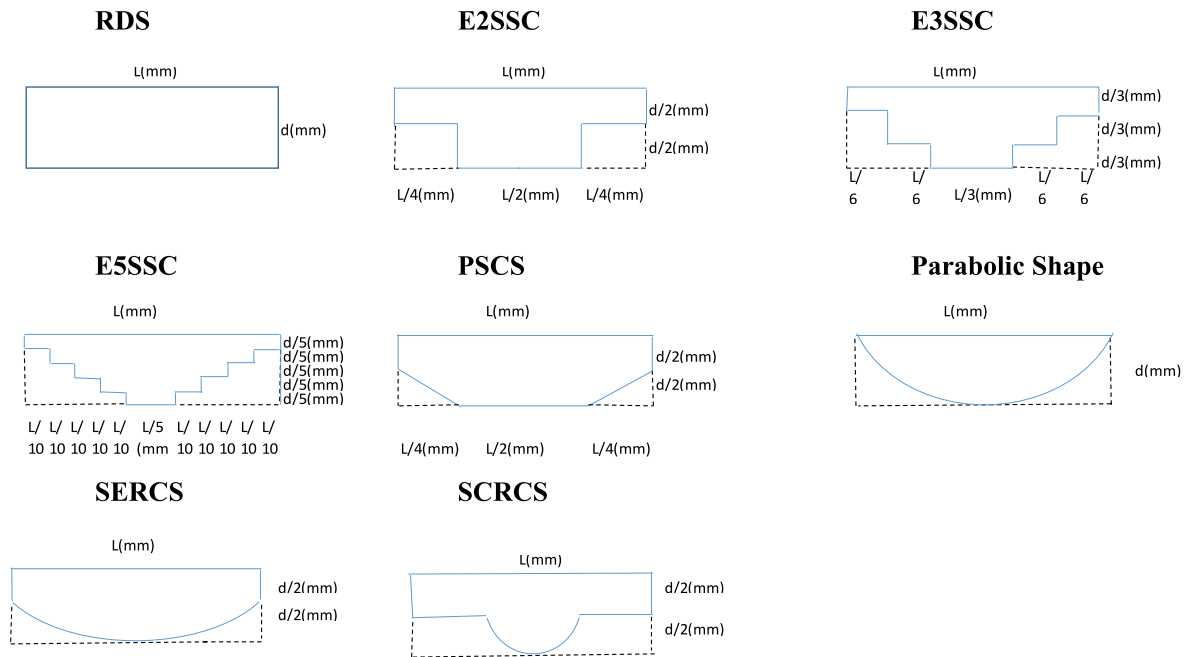 RDS
L(mm)
d(mm)
E2SSC
L(mm)
d/2(mm)
d/2(mm)
L/4(mm) L/2(mm) L/4(mm)
E3SSC
L(mm)
d/3(mm)
d/3(mm)
d/3(mm)
L/ L/ L/3(mm) L/ L/
6 6 6 6
E5SSC
L(mm)
d/5(mm)
d/5(mm)
d/5(mm)
d/5(mm)
d/5(mm)
L/ L/ L/ L/ L/ L/5 L/ L/ L/ L/ L/
10 10 10 10 10 (mm 10 10 10 10 10
PSCS
L(mm)
d/2(mm)
d/2(mm)
L/4(mm) L/2(mm) L/4(mm)
Parabolic Shape
L(mm)
d(mm)
SERCS
L(mm)
d/2(mm)
d/2(mm)
SCRCS
L(mm)
d/2(mm)
d/2(mm)